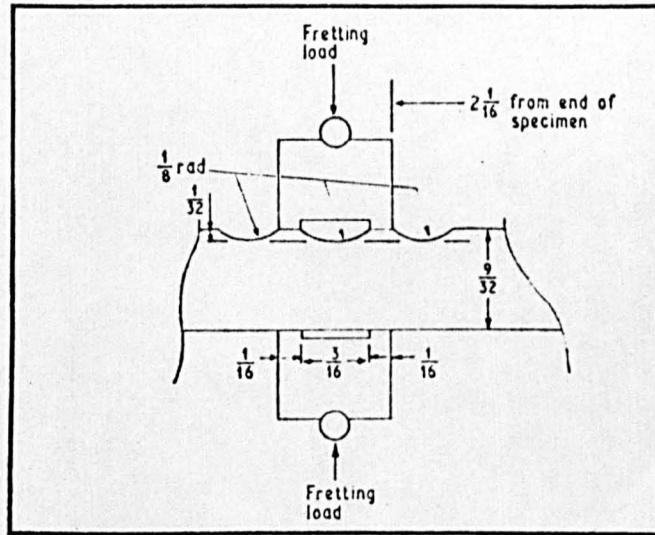 Fretting
load
2 1/16 from end of
specimen
1/8 rad
1/32
9/32
1/16
3/16
1/16
Fretting
load